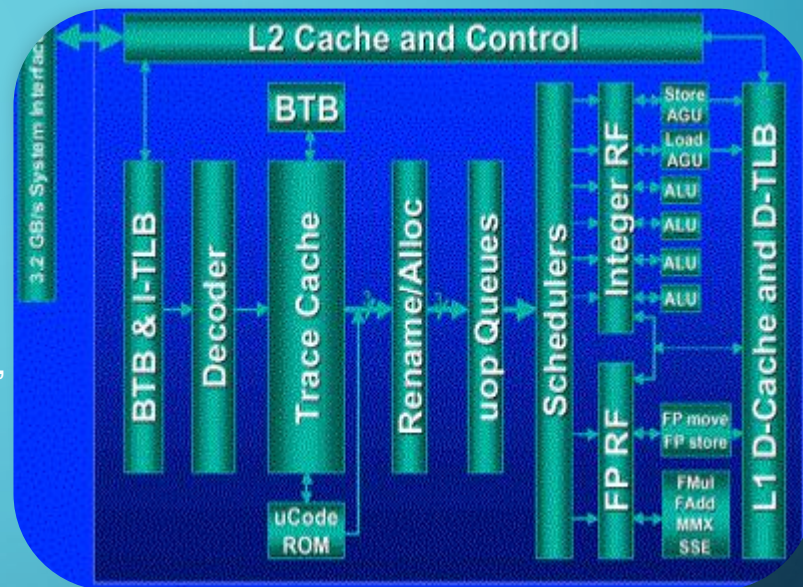 L2 Cache and Control
3.2 GB/s System Interface
BTB & I-TLB
Decoder
BTB
Trace Cache
uCode
ROM
3
Rename/Alloc
3
uop Queues
Schedulers
Integer RF
FP RF
Store
AGU
Load
AGU
ALU
ALU
ALU
ALU
FP move
FP store
FMul
FAdd
MMX
SSE
L1 D-Cache and D-TLB
,